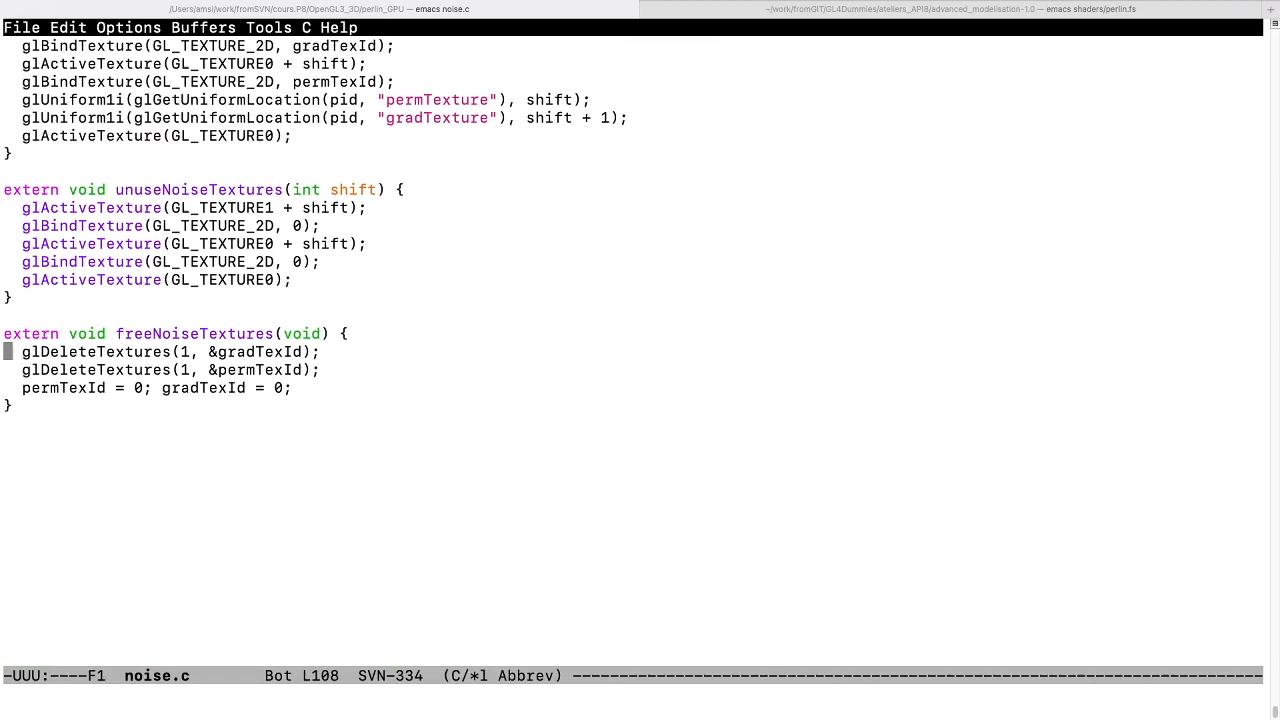 /Users/amsi/work/fromSVN/cours.P8/OpenGL3_3D/perlin_GPU — emacs noise.c
~/work/fromGIT/GL4Dummies/ateliers_API8/advanced_modelisation-1.0 — emacs shaders/perlin.fs
+
File Edit Options Buffers Tools C Help
  glBindTexture(GL_TEXTURE_2D, gradTexId);
  glActiveTexture(GL_TEXTURE0 + shift);
  glBindTexture(GL_TEXTURE_2D, permTexId);
  glUniform1i(glGetUniformLocation(pid, "permTexture"), shift);
  glUniform1i(glGetUniformLocation(pid, "gradTexture"), shift + 1);
  glActiveTexture(GL_TEXTURE0);
}
extern void unuseNoiseTextures(int shift) {
  glActiveTexture(GL_TEXTURE1 + shift);
  glBindTexture(GL_TEXTURE_2D, 0);
  glActiveTexture(GL_TEXTURE0 + shift);
  glBindTexture(GL_TEXTURE_2D, 0);
  glActiveTexture(GL_TEXTURE0);
}
extern void freeNoiseTextures(void) {
  glDeleteTextures(1, &gradTexId);
  glDeleteTextures(1, &permTexId);
  permTexId = 0; gradTexId = 0;
}
-UUU:----F1  noise.c        Bot L108  SVN-334  (C/*l Abbrev) --------------------------------------------------------------------------